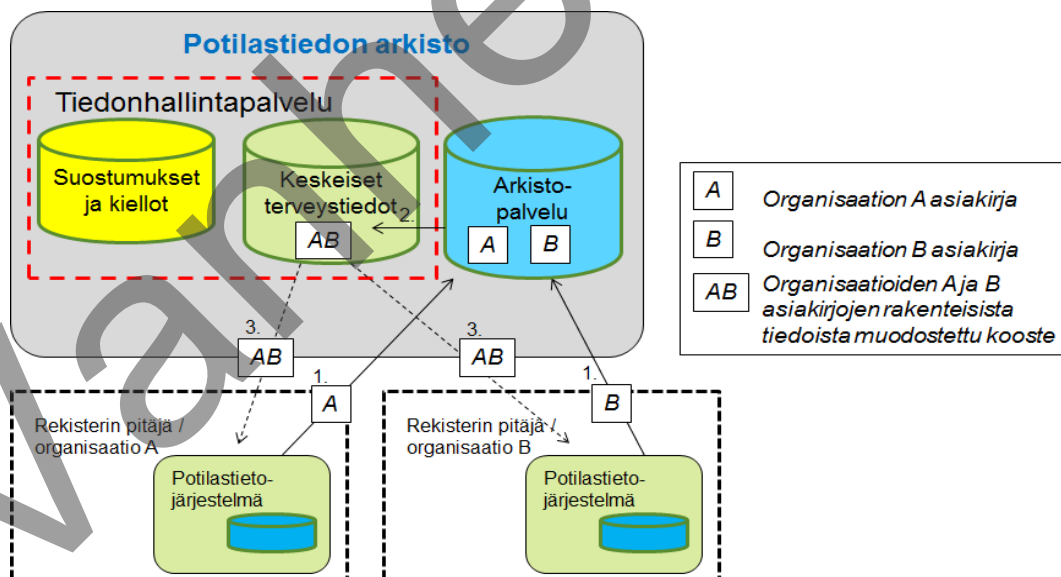 Potilastiedon arkisto
Tiedonhallintapalvelu
Suostumukset
ja kiellot
Keskeiset
terveystiedot
AB
2.
Arkisto-
palvelu
A
B
A
Organisaation A asiakirja
B
Organisaation B asiakirja
AB
Organisaatioiden A ja B
asiakirjojen rakenteisista
tiedoista muodostettu kooste
3.
AB
3.
AB
1.
A
1.
B
Rekisterin pitäjä /
organisaatio A
Potilastieto-
järjestelmä
Rekisterin pitäjä /
organisaatio B
Potilastieto-
järjestelmä